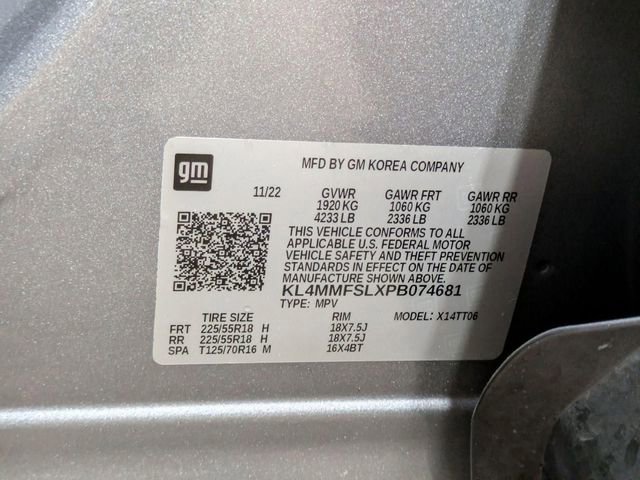 gm
MFD BY GM KOREA COMPANY
11/22 GVWR GAWR FRT GAWR RR
1920 KG 1060 KG 1060 KG
4233 LB 2336 LB 2336 LB
THIS VEHICLE CONFORMS TO ALL
APPLICABLE U.S. FEDERAL MOTOR
VEHICLE SAFETY AND THEFT PREVENTION
STANDARDS IN EFFECT ON THE DATE OF
MANUFACTURE SHOWN ABOVE.
KL4MMFSLXPB074681
TYPE: MPV MODEL: X14TT06
TIRE SIZE RIM
FRT 225/55R18 H 18X7.5J
RR 225/55R18 H 18X7.5J
SPA T125/70R16 M 16X4BT